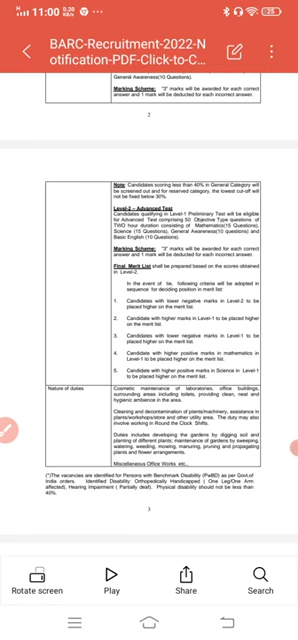 11:00 9.20 KB/s 25
BARC-Recruitment-2022-N
otification-PDF-Click-to-C...
General Awareness(10 Questions).
Marking Scheme: "3" marks will be awarded for each correct
answer and 1 mark will be deducted for each incorrect answer.
2
Note: Candidates scoring less than 40% in General Category will
be screened out and for reserved category, the lowest cut-off will
not be fixed below 30%.
Level-2 – Advanced Test
Candidates qualifying in Level-1 Preliminary Test will be eligible
for Advanced Test comprising 50 Objective Type questions of
TWO hour duration consisting of Mathematics(15 Questions),
Science (15 Questions), General Awareness(10 questions) and
Basic English (10 Questions).
Marking Scheme: "3" marks will be awarded for each correct
answer and 1 mark will be deducted for each incorrect answer.
Final Merit List shall be prepared based on the scores obtained
in Level-2.
In the event of tie, following criteria will be adopted in
sequence for deciding position in merit list:
1. Candidates with lower negative marks in Level-2 to be
placed higher on the merit list.
2. Candidate with higher marks in Level-1 to be placed higher
on the merit list.
3. Candidates with lower negative marks in Level-1 to be
placed higher on the merit list.
4. Candidate with higher positive marks in mathematics in
Level-1 to be placed higher on the merit list.
5. Candidate with higher positive marks in Science in Level-1
to be placed higher on the merit list.
Nature of duties Cosmetic maintenance of laboratories, office buildings,
surrounding areas including toilets, providing clean, neat and
hygienic ambience in the area.
Clearing and decontamination of plants/machinery, assistance in
plants/workshops/store and other utility area. The duty may also
involve working in Round the Clock Shifts.
Duties includes developing the gardens by digging soil and
planting of different plants; maintenance of gardens by sweeping,
watering, weeding, mowing, manuring, pruning and propagating
plants and flower arrangements.
Miscellaneous Office Works etc.,
(*)The vacancies are identified for Persons with Benchmark Disability (PwBD) as per Govt.of
India orders. Identified Disability: Orthopedically Handicapped ( One Leg/One Arm
affected), Hearing Impairment ( Partially deaf). Physical disability should not be less than
40%.
3
Rotate screen Play Share Search